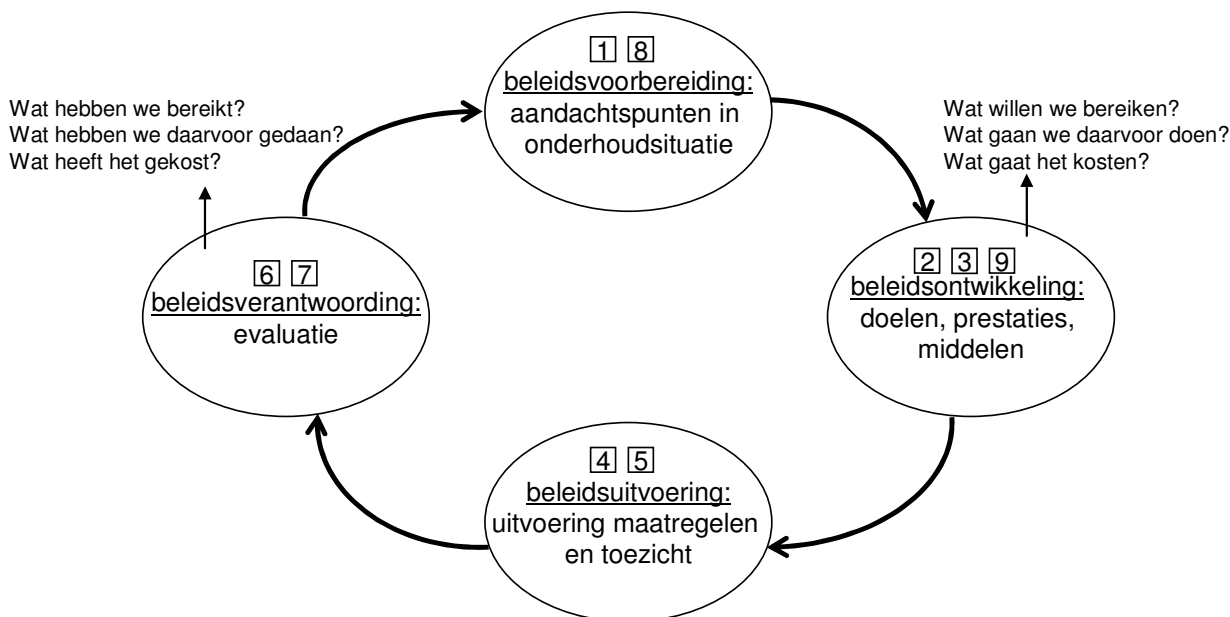 1 8
beleidsvoorbereiding:
aandachtspunten in
onderhoudsituatie
Wat hebben we bereikt?
Wat hebben we daarvoor gedaan?
Wat heeft het gekost?
Wat willen we bereiken?
Wat gaan we daarvoor doen?
Wat gaat het kosten?
6 7
beleidsverantwoording:
evaluatie
2 3 9
beleidsontwikkeling:
doelen, prestaties,
middelen
4 5
beleidsuitvoering:
uitvoering maatregelen
en toezicht